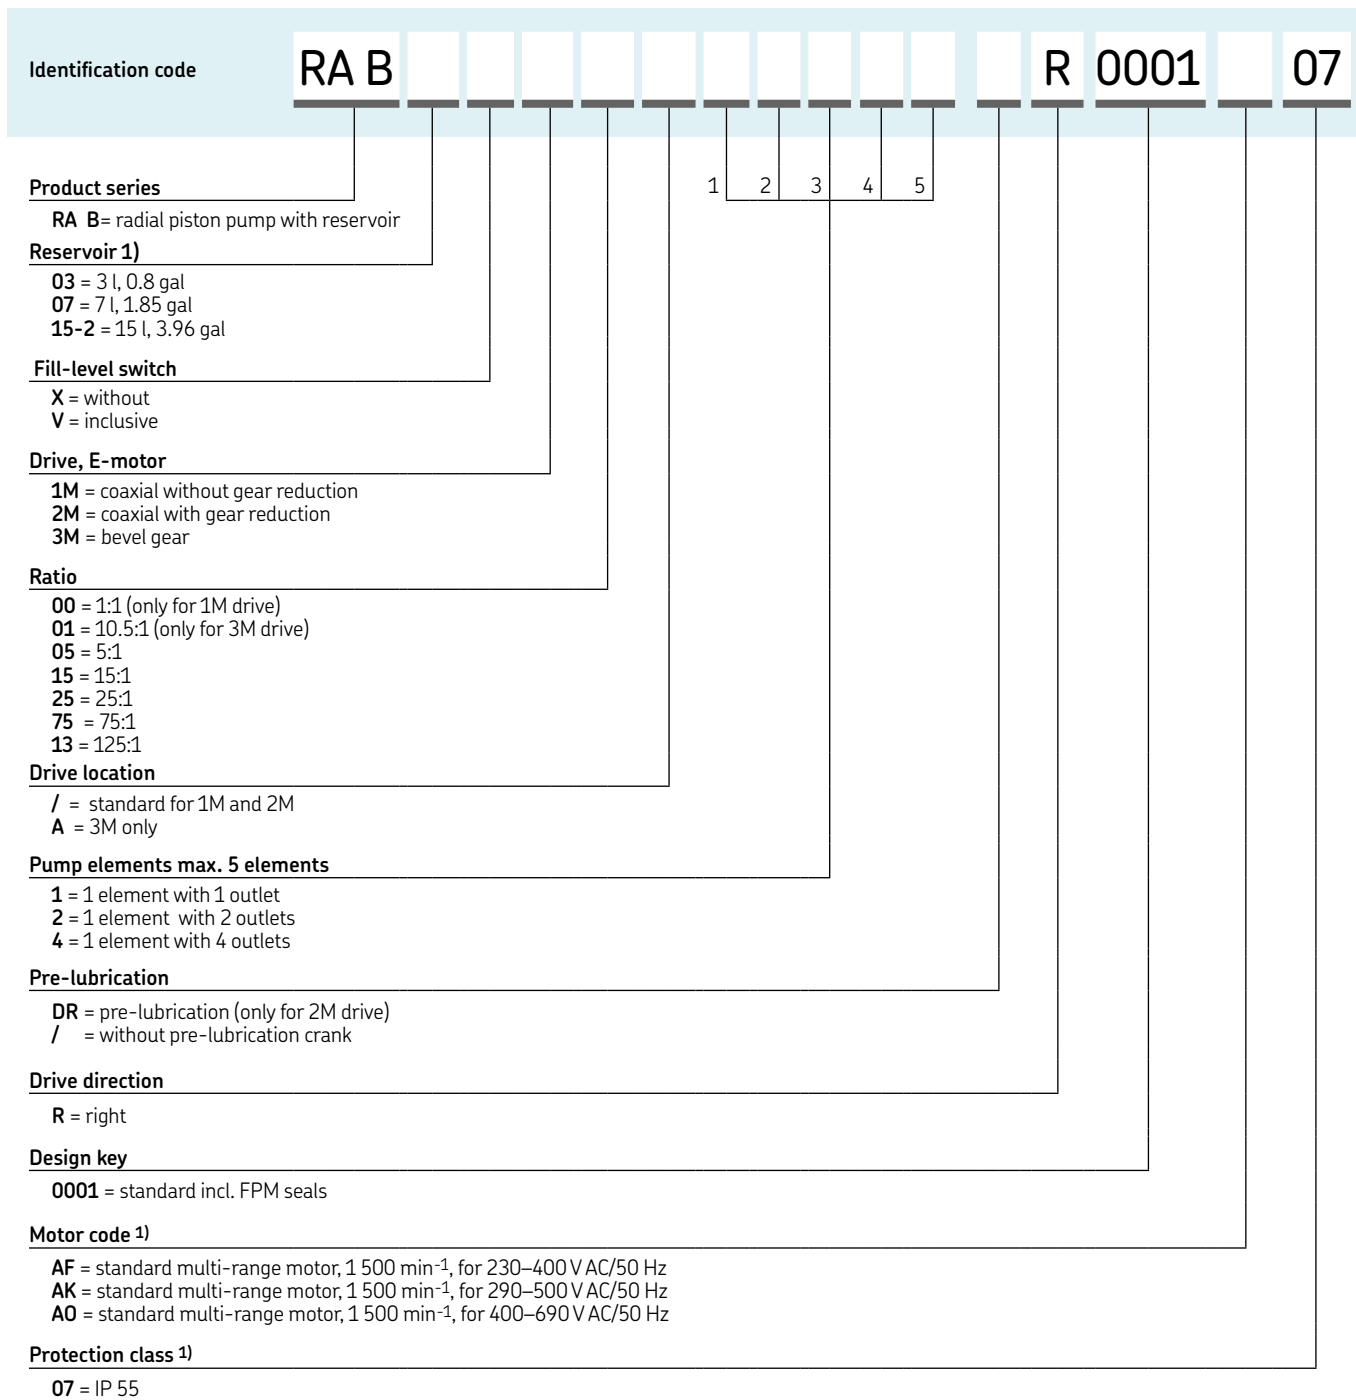 Identification code RA B R 0001 07
Product series 1 2 3 4 5
RA B= radial piston pump with reservoir
Reservoir 1)
03 = 3 l, 0.8 gal
07 = 7 l, 1.85 gal
15-2 = 15 l, 3.96 gal
Fill-level switch
X = without
V = inclusive
Drive, E-motor
1M = coaxial without gear reduction
2M = coaxial with gear reduction
3M = bevel gear
Ratio
00 = 1:1 (only for 1M drive)
01 = 10.5:1 (only for 3M drive)
05 = 5:1
15 = 15:1
25 = 25:1
75 = 75:1
13 = 125:1
Drive location
/ = standard for 1M and 2M
A = 3M only
Pump elements max. 5 elements
1 = 1 element with 1 outlet
2 = 1 element with 2 outlets
4 = 1 element with 4 outlets
Pre-lubrication
DR = pre-lubrication (only for 2M drive)
/ = without pre-lubrication crank
Drive direction
R = right
Design key
0001 = standard incl. FPM seals
Motor code 1)
AF = standard multi-range motor, 1 500 min-1, for 230–400 V AC/50 Hz
AK = standard multi-range motor, 1 500 min-1, for 290–500 V AC/50 Hz
AO = standard multi-range motor, 1 500 min-1, for 400–690 V AC/50 Hz
Protection class 1)
07 = IP 55